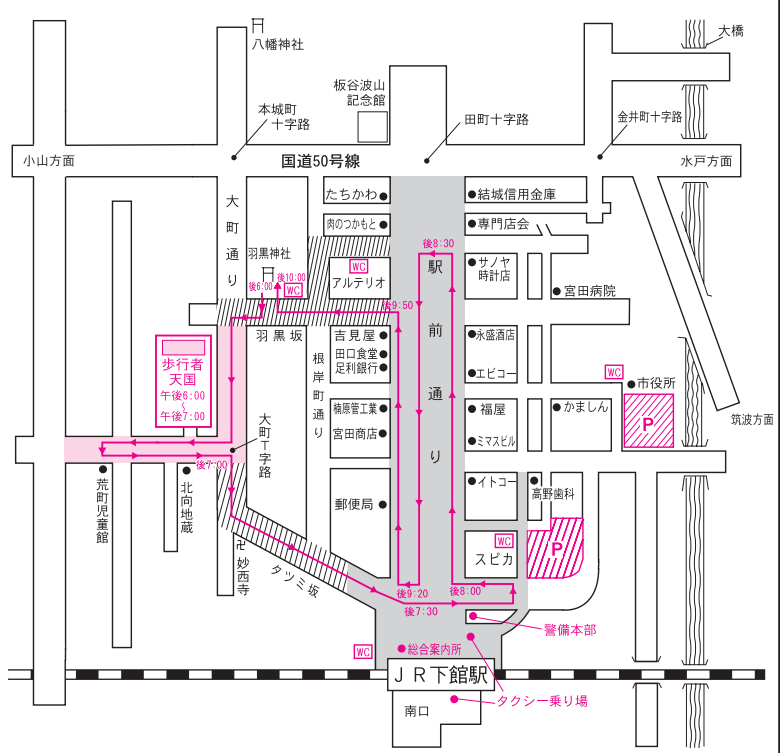 大橋
八幡神社
板谷波山
記念館
本城町
十字路
田町十字路
金井町十字路
小山方面
国道50号線
水戸方面
たちかわ
結城信用金庫
大町通り
肉のつかもと
専門店会
羽黒神社
後8:30
駅前通り
WC
サノヤ
時計店
後6:00
後10:00
WC
アルテリオ
宮田病院
後9:50
羽黒坂
吉見屋
永盛酒店
歩行者
天国
午後6:00
〜
午後7:00
根岸町通り
田口食堂
足利銀行
エビコー
WC
市役所
楠原管工業
福屋
かましん
筑波方面
大町丁字路
宮田商店
ミマスビル
P
後7:00
荒町児童館
北向地蔵
郵便局
イトコー
高野歯科
卍妙西寺
WC
スピカ
P
タツミ坂
後9:20
後8:00
後7:30
警備本部
WC
総合案内所
JR下館駅
タクシー乗り場
南口